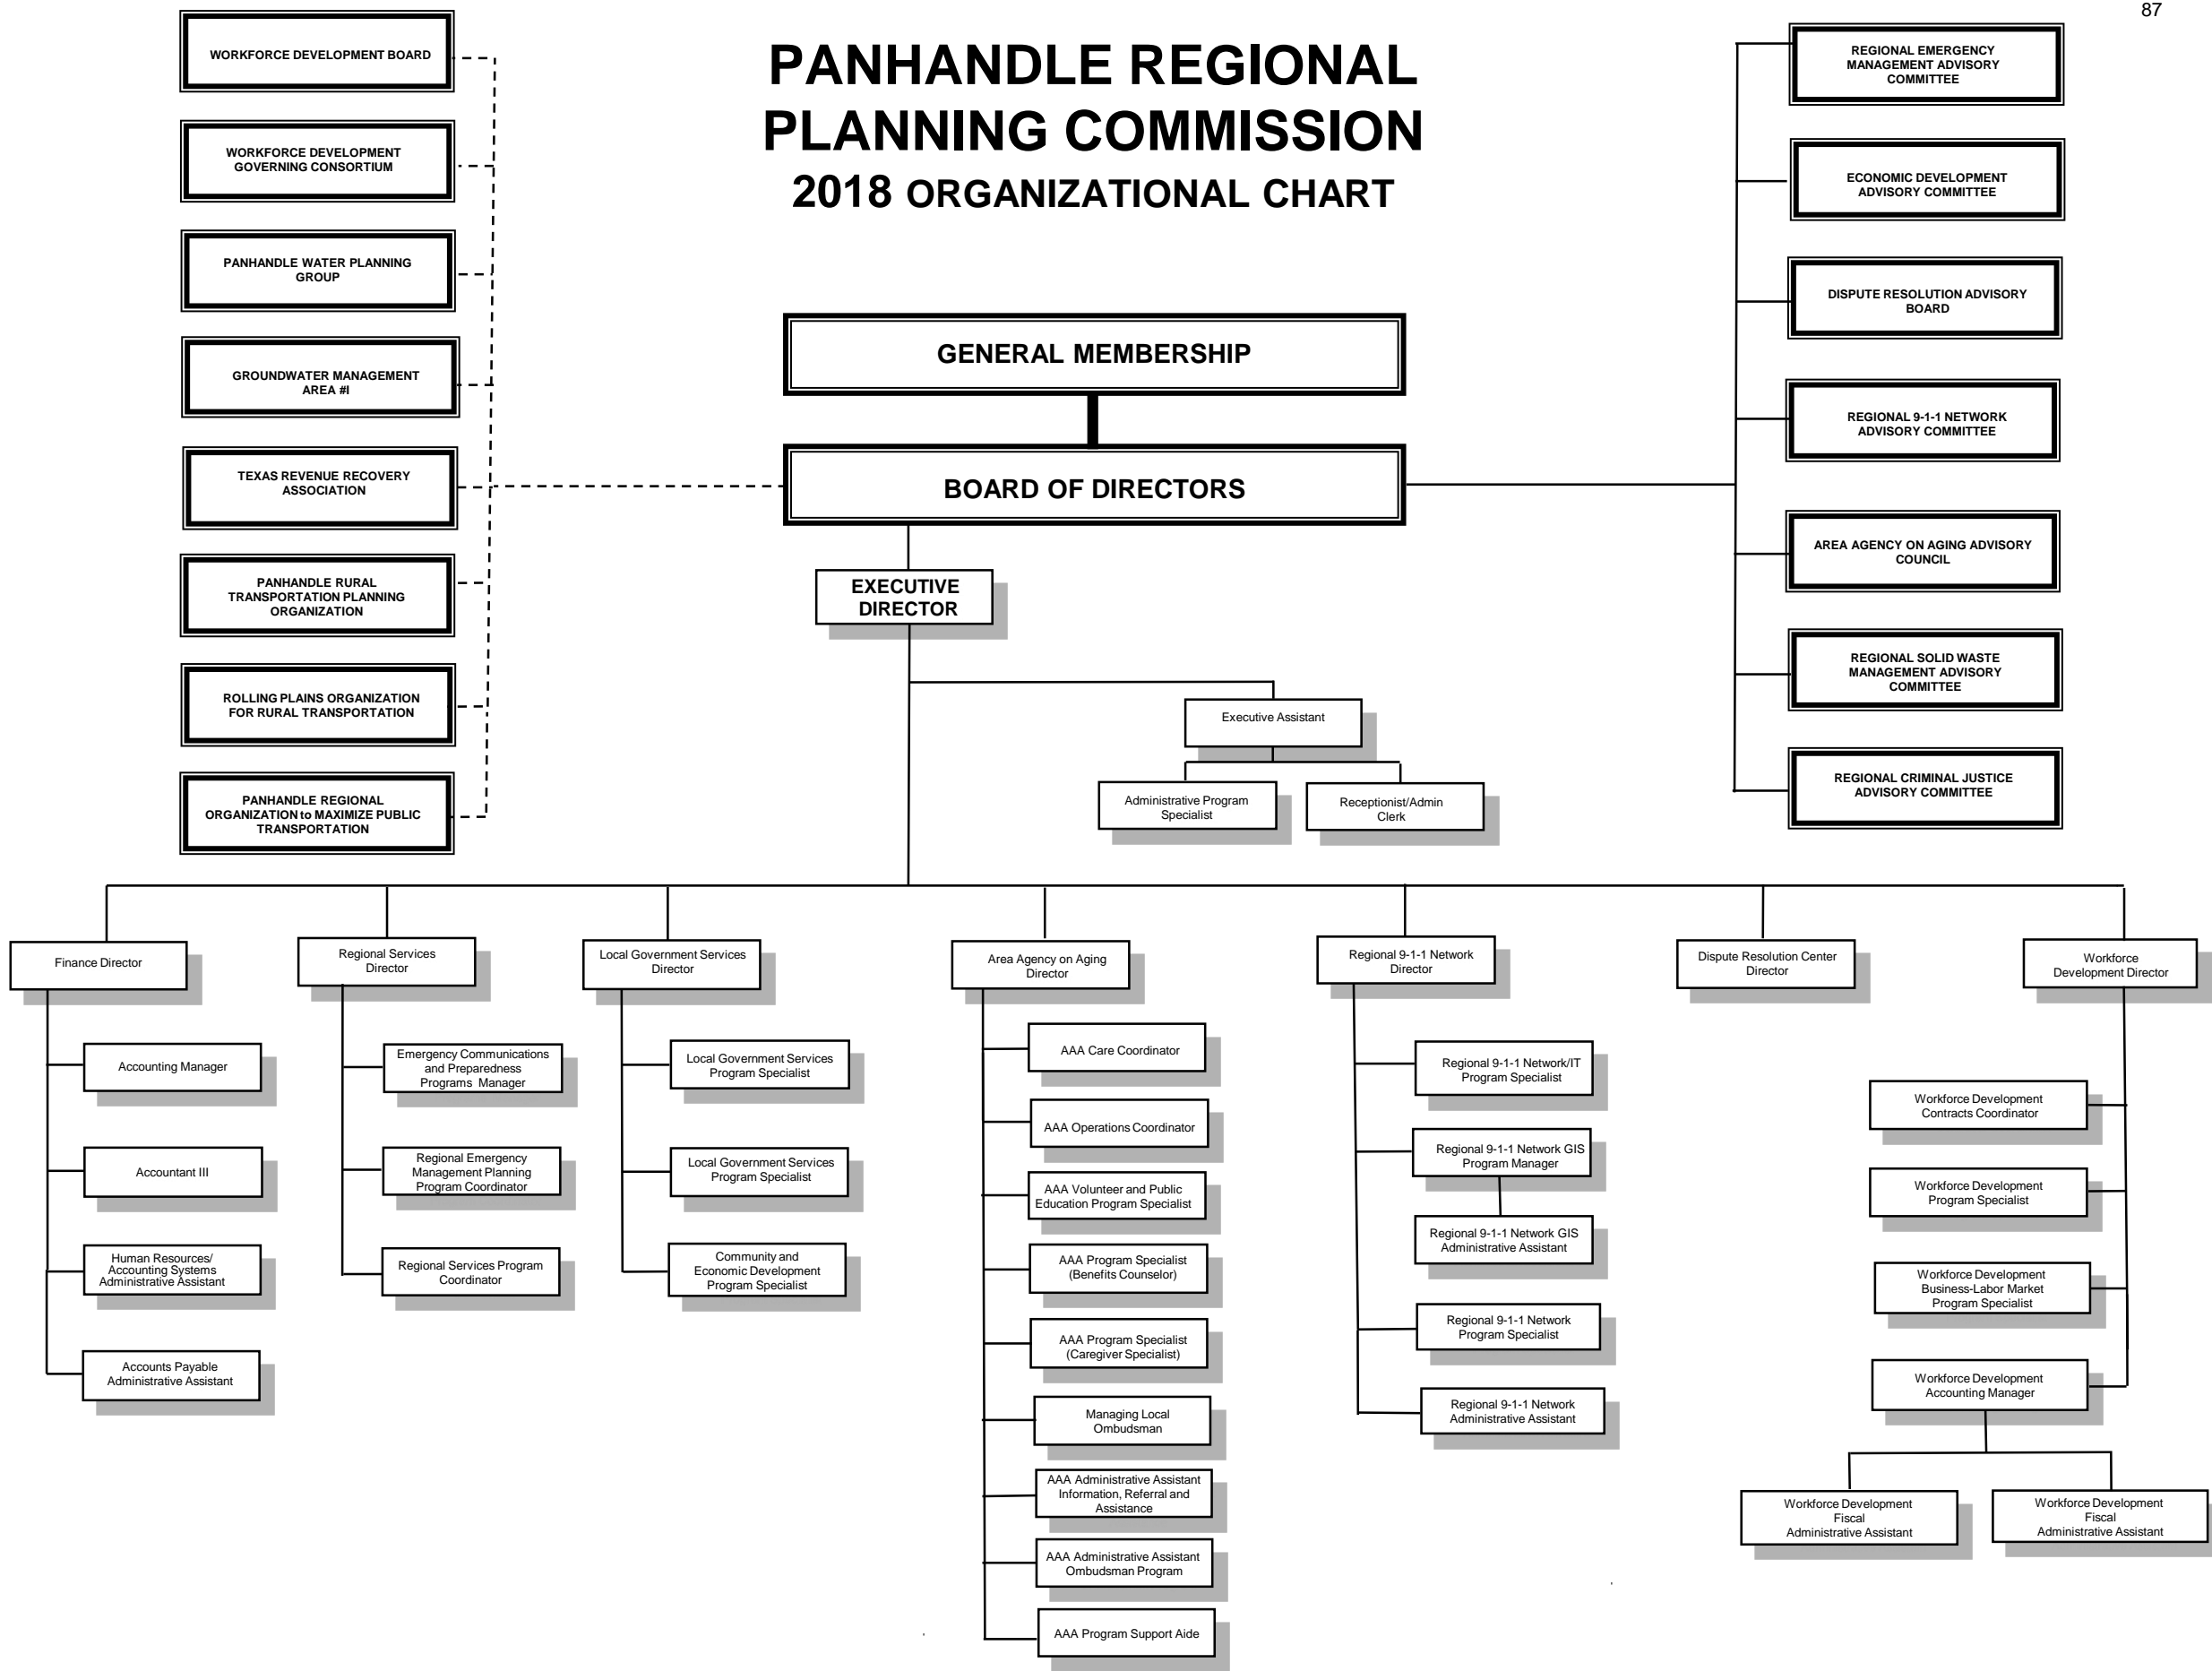 87
PANHANDLE REGIONAL
PLANNING COMMISSION
2018 ORGANIZATIONAL CHART
WORKFORCE DEVELOPMENT BOARD
WORKFORCE DEVELOPMENT
GOVERNING CONSORTIUM
PANHANDLE WATER PLANNING
GROUP
GROUNDWATER MANAGEMENT
AREA #I
TEXAS REVENUE RECOVERY
ASSOCIATION
PANHANDLE RURAL
TRANSPORTATION PLANNING
ORGANIZATION
ROLLING PLAINS ORGANIZATION
FOR RURAL TRANSPORTATION
PANHANDLE REGIONAL
ORGANIZATION to MAXIMIZE PUBLIC
TRANSPORTATION
GENERAL MEMBERSHIP
BOARD OF DIRECTORS
EXECUTIVE
DIRECTOR
Executive Assistant
Administrative Program
Specialist
Receptionist/Admin
Clerk
REGIONAL EMERGENCY
MANAGEMENT ADVISORY
COMMITTEE
ECONOMIC DEVELOPMENT
ADVISORY COMMITTEE
DISPUTE RESOLUTION ADVISORY
BOARD
REGIONAL 9-1-1 NETWORK
ADVISORY COMMITTEE
AREA AGENCY ON AGING ADVISORY
COUNCIL
REGIONAL SOLID WASTE
MANAGEMENT ADVISORY
COMMITTEE
REGIONAL CRIMINAL JUSTICE
ADVISORY COMMITTEE
Finance Director
Accounting Manager
Accountant III
Human Resources/
Accounting Systems
Administrative Assistant
Accounts Payable
Administrative Assistant
Regional Services
Director
Emergency Communications
and Preparedness
Programs Manager
Regional Emergency
Management Planning
Program Coordinator
Regional Services Program
Coordinator
Local Government Services
Director
Local Government Services
Program Specialist
Local Government Services
Program Specialist
Community and
Economic Development
Program Specialist
Area Agency on Aging
Director
AAA Care Coordinator
AAA Operations Coordinator
AAA Volunteer and Public
Education Program Specialist
AAA Program Specialist
(Benefits Counselor)
AAA Program Specialist
(Caregiver Specialist)
Managing Local
Ombudsman
AAA Administrative Assistant
Information, Referral and
Assistance
AAA Administrative Assistant
Ombudsman Program
AAA Program Support Aide
Regional 9-1-1 Network
Director
Regional 9-1-1 Network/IT
Program Specialist
Regional 9-1-1 Network GIS
Program Manager
Regional 9-1-1 Network GIS
Administrative Assistant
Regional 9-1-1 Network
Program Specialist
Regional 9-1-1 Network
Administrative Assistant
Dispute Resolution Center
Director
Workforce
Development Director
Workforce Development
Contracts Coordinator
Workforce Development
Program Specialist
Workforce Development
Business-Labor Market
Program Specialist
Workforce Development
Accounting Manager
Workforce Development
Fiscal
Administrative Assistant
Workforce Development
Fiscal
Administrative Assistant